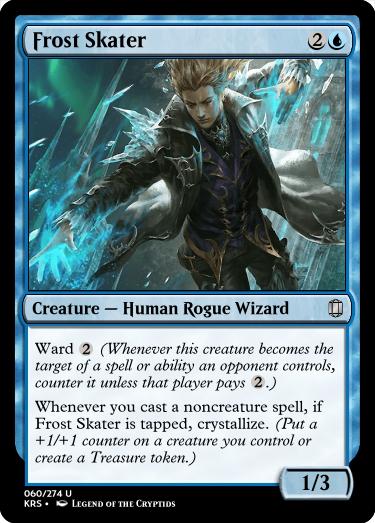 Frost Skater 2
Creature — Human Rogue Wizard
Ward 2 (Whenever this creature becomes the
target of a spell or ability an opponent controls,
counter it unless that player pays 2.)
Whenever you cast a noncreature spell, if
Frost Skater is tapped, crystallize. (Put a
+1/+1 counter on a creature you control or
create a Treasure token.)
1/3
060/274 U
KRS • Legend of the Cryptids